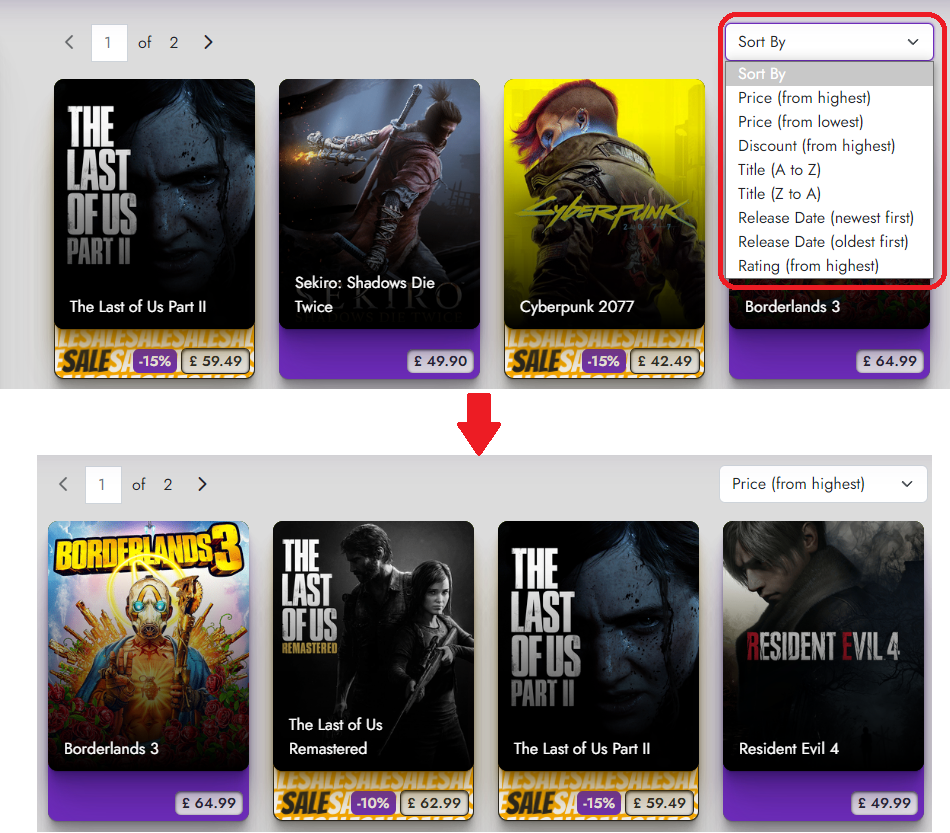 1 of 2
Sort By
Sort By
Price (from highest)
Price (from lowest)
Discount (from highest)
Title (A to Z)
Title (Z to A)
Release Date (newest first)
Release Date (oldest first)
Rating (from highest)
THE
LAST
OF US
PART II
The Last of Us Part II
SALE
-15%
£ 59.49
SEKIRO
SHADOWS DIE TWICE
Sekiro: Shadows Die
Twice
£ 49.90
Cyberpunk
2077
Cyberpunk 2077
SALE
-15%
£ 42.49
Borderlands 3
£ 64.99
1 of 2
Price (from highest)
BORDERLANDS 3
Borderlands 3
£ 64.99
THE
LAST
OF US
REMASTERED
The Last of Us
Remastered
SALE
-10%
£ 62.99
THE
LAST
OF US
PART II
The Last of Us Part II
SALE
-15%
£ 59.49
RESIDENT EVIL 4
Resident Evil 4
£ 49.99